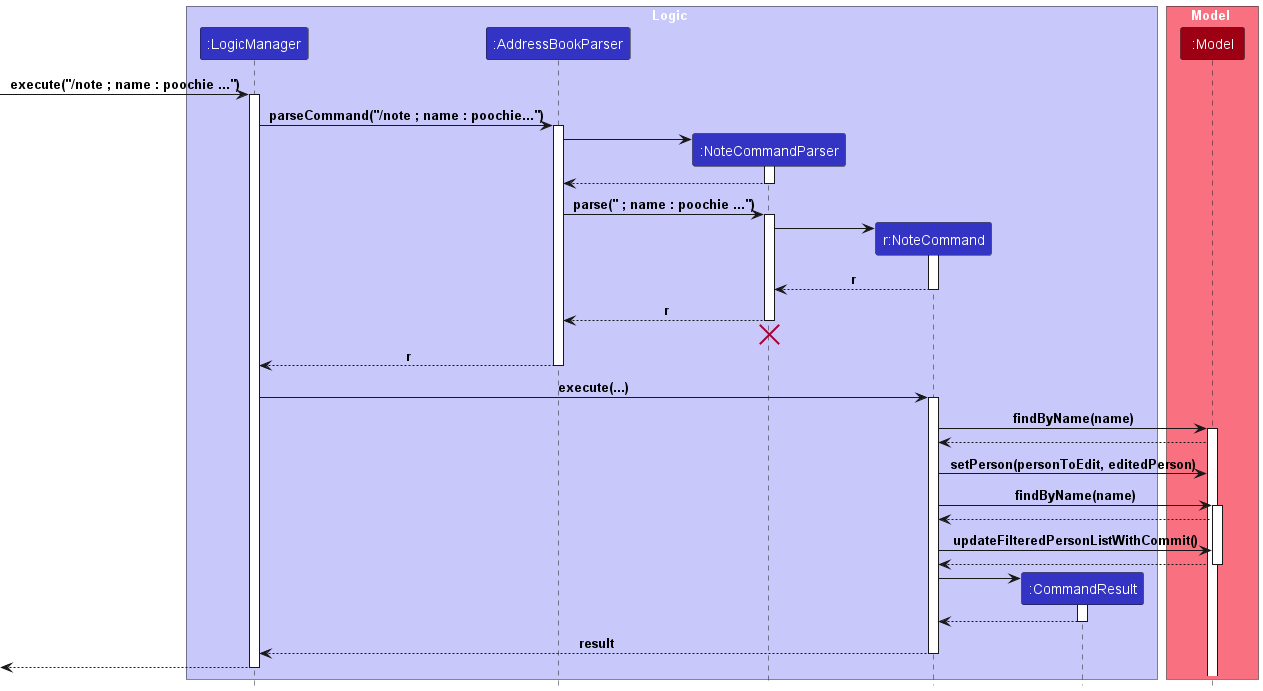 Logic
Model
:LogicManager
:AddressBookParser
:Model
execute("/note ; name : poochie ...")
parseCommand("/note ; name : poochie...")
:NoteCommandParser
parse(" ; name : poochie ...")
r:NoteCommand
r
r
r
execute(...)
findByName(name)
setPerson(personToEdit, editedPerson)
findByName(name)
updateFilteredPersonListWithCommit()
:CommandResult
result